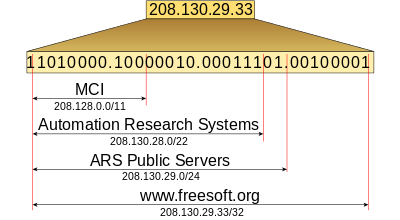 208.130.29.33
11010000.10000010.00011101.00100001
MCI
208.128.0.0/11
Automation Research Systems
208.130.28.0/22
ARS Public Servers
208.130.29.0/24
www.freesoft.org
208.130.29.33/32